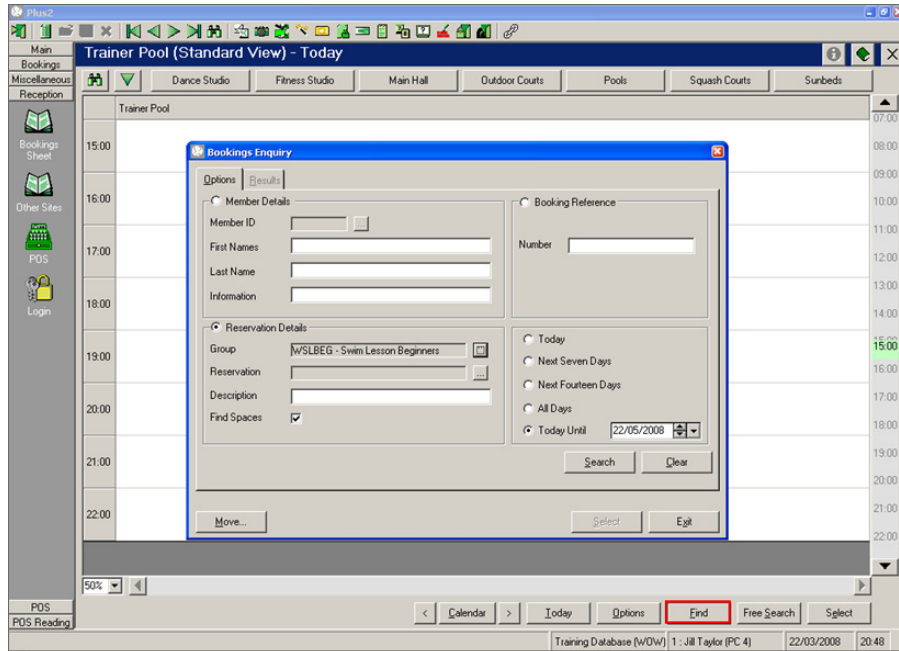 Plus2
Main
Bookings
Miscellaneous
Reception
Bookings Sheet
Other Sites
POS
Login
POS
POS Reading
Trainer Pool (Standard View) - Today
Dance Studio Fitness Studio Main Hall Outdoor Courts Pools Squash Courts Sunbeds
Trainer Pool
15:00
16:00
17:00
18:00
19:00
20:00
21:00
22:00
Bookings Enquiry
Options Results
Member Details
Member ID ...
First Names
Last Name
Information
Booking Reference
Number
Reservation Details
Group WSLBEG - Swim Lesson Beginners ...
Reservation ...
Description
Find Spaces
Today
Next Seven Days
Next Fourteen Days
All Days
Today Until 22/05/2008
Search Clear
Move... Select Exit
07:00
08:00
09:00
10:00
11:00
12:00
13:00
14:00
15:00
16:00
17:00
18:00
19:00
20:00
21:00
22:00
50%
< Calendar > Today Options Find Free Search Select
Training Database (WOW) 1 : Jill Taylor (PC 4) 22/03/2008 20:48